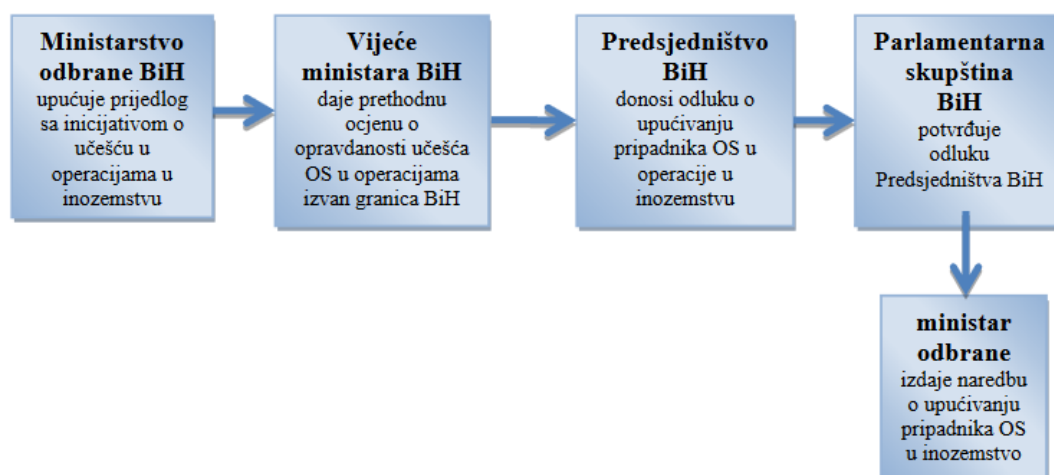 Ministarstvo
odbrane BiH
upućuje prijedlog
sa inicijativom o
učešću u
operacijama u
inozemstvu
Vijeće
ministara BiH
daje prethodnu
ocjenu o
opravdanosti učešća
OS u operacijama
izvan granica BiH
Predsjedništvo
BiH
donosi odluku o
upućivanju
pripadnika OS u
operacije u
inozemstvu
Parlamentarna
skupština
BiH
potvrđuje
odluku
Predsjedništva BiH
ministar
odbrane
izdaje naredbu
o upućivanju
pripadnika OS
u inozemstvo